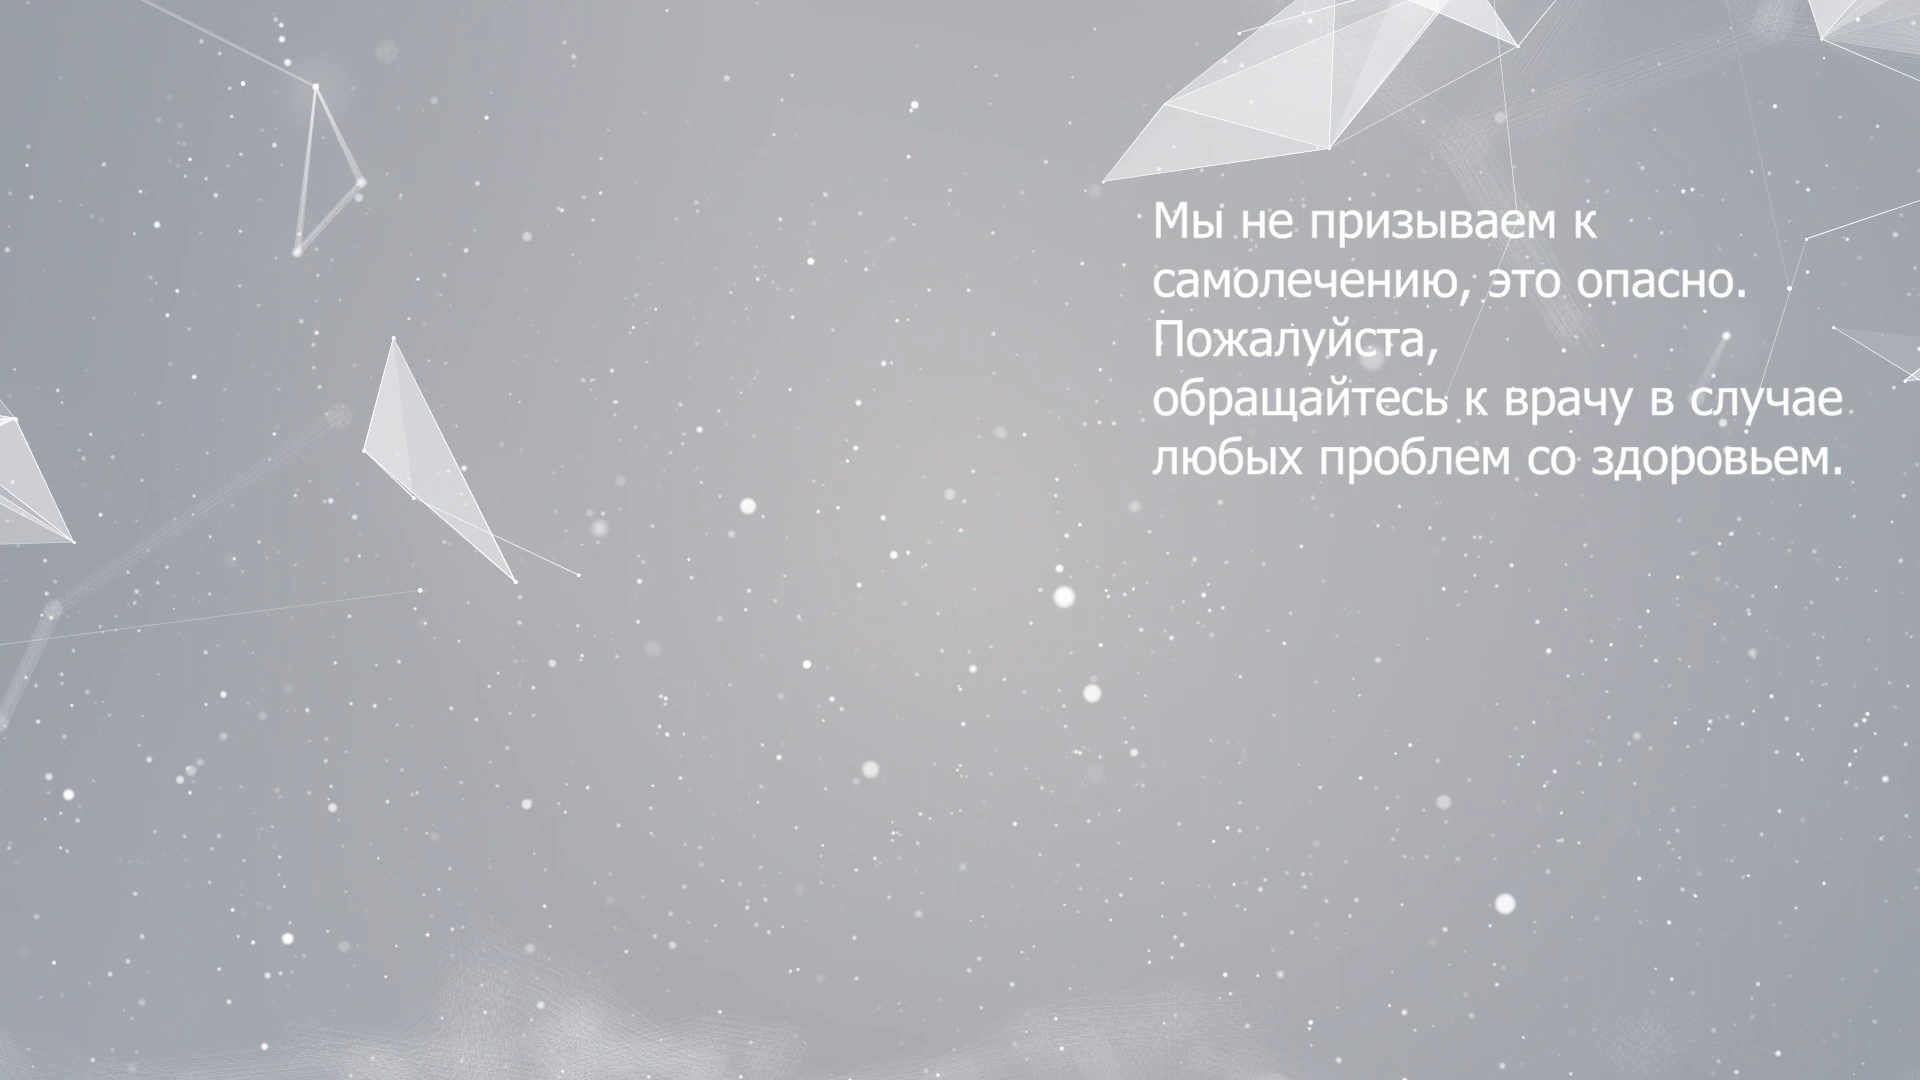 Мы не призываем к
самолечению, это опасно.
Пожалуйста,
обращайтесь к врачу в случае
любых проблем со здоровьем.